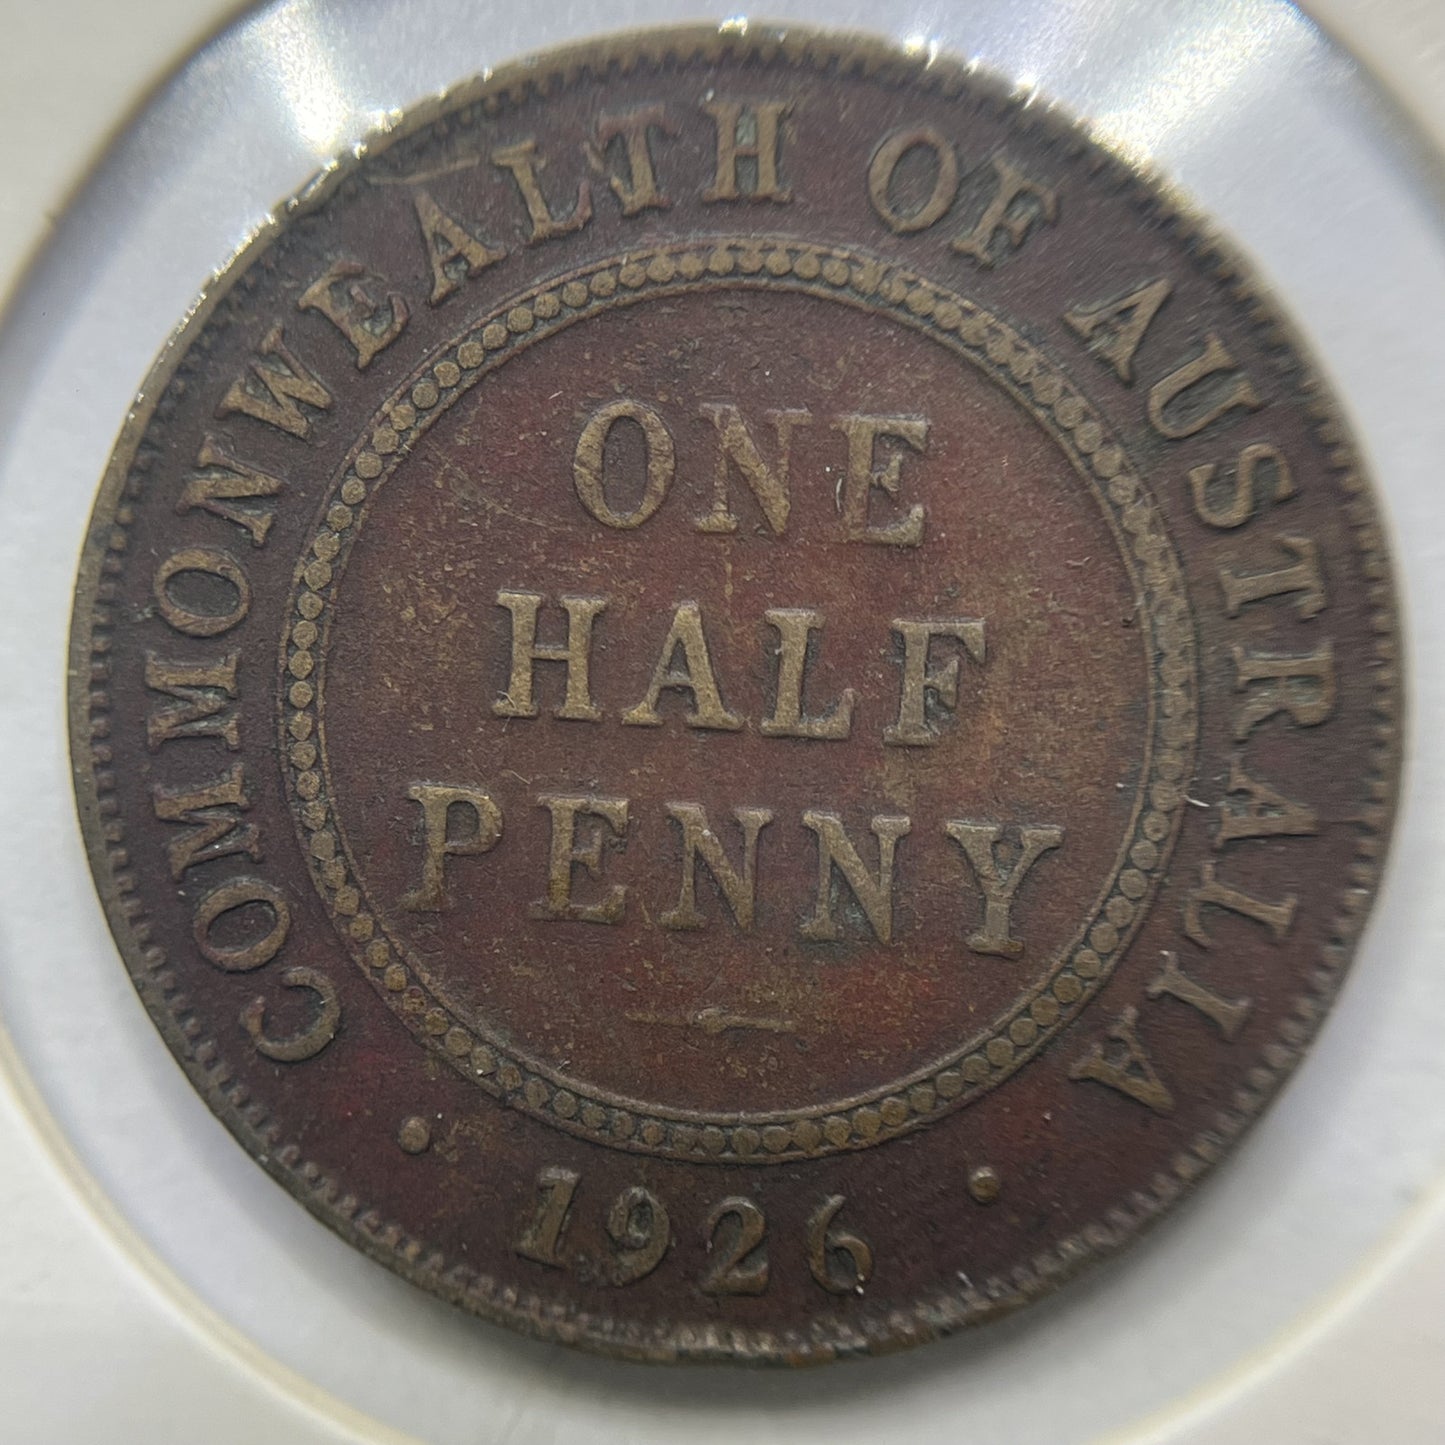 COMMONWEALTH OF AUSTRALIA
ONE
HALF
PENNY
· 1926 ·